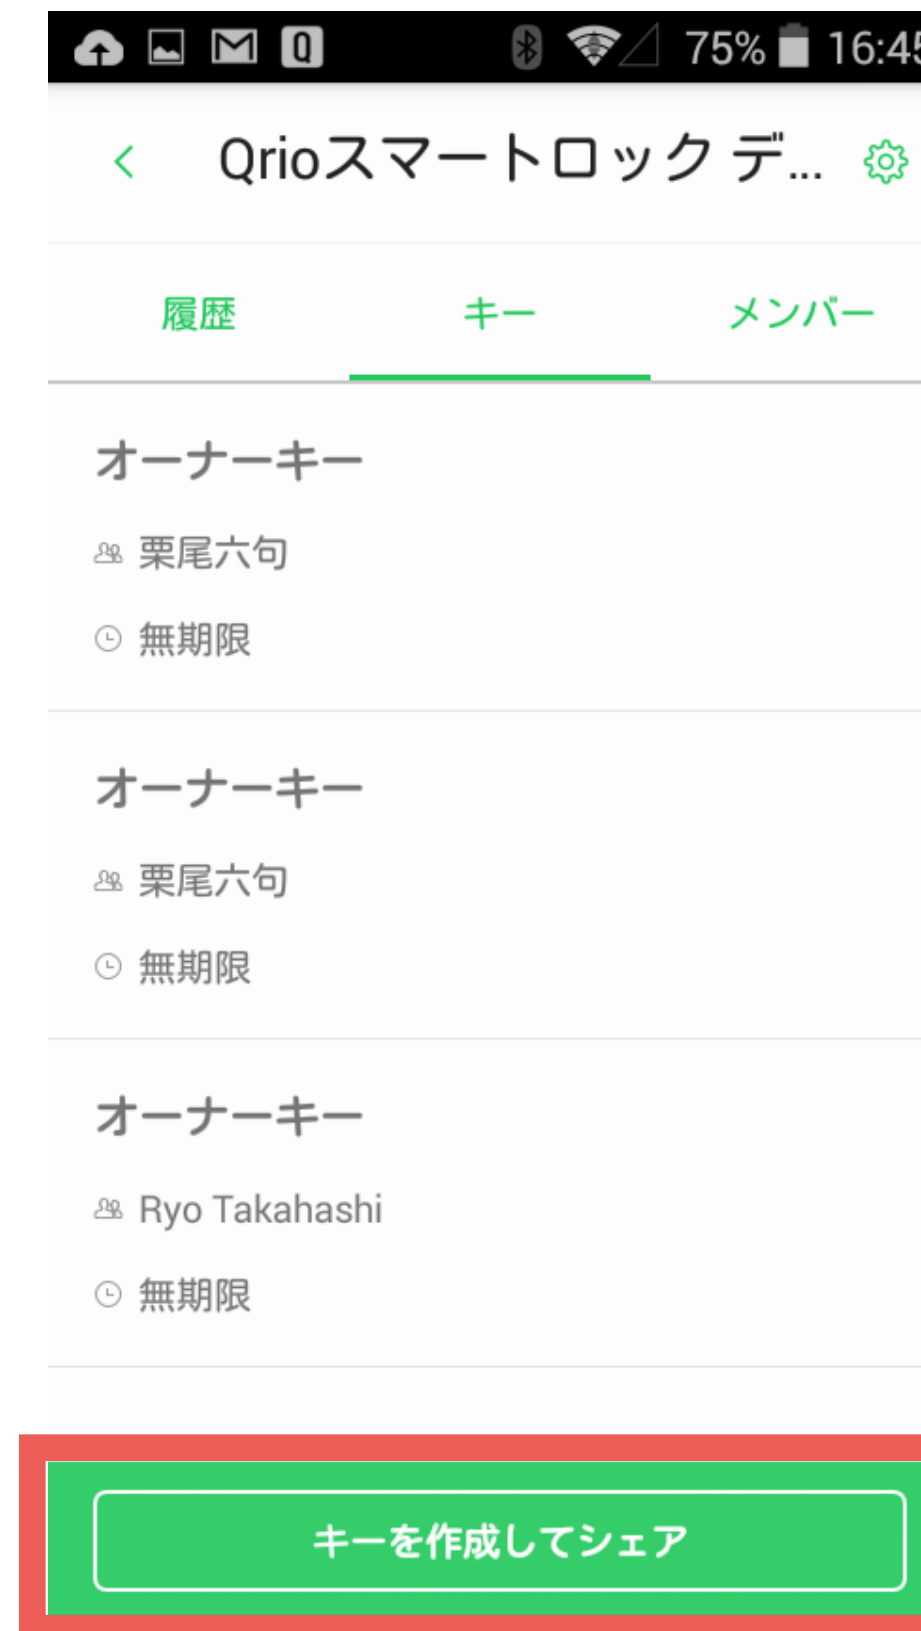 75% 16:45
Qrioスマートロック デ...
履歴 キー メンバー
オーナーキー
栗尾六句
無期限
オーナーキー
栗尾六句
無期限
オーナーキー
Ryo Takahashi
無期限
キーを作成してシェア